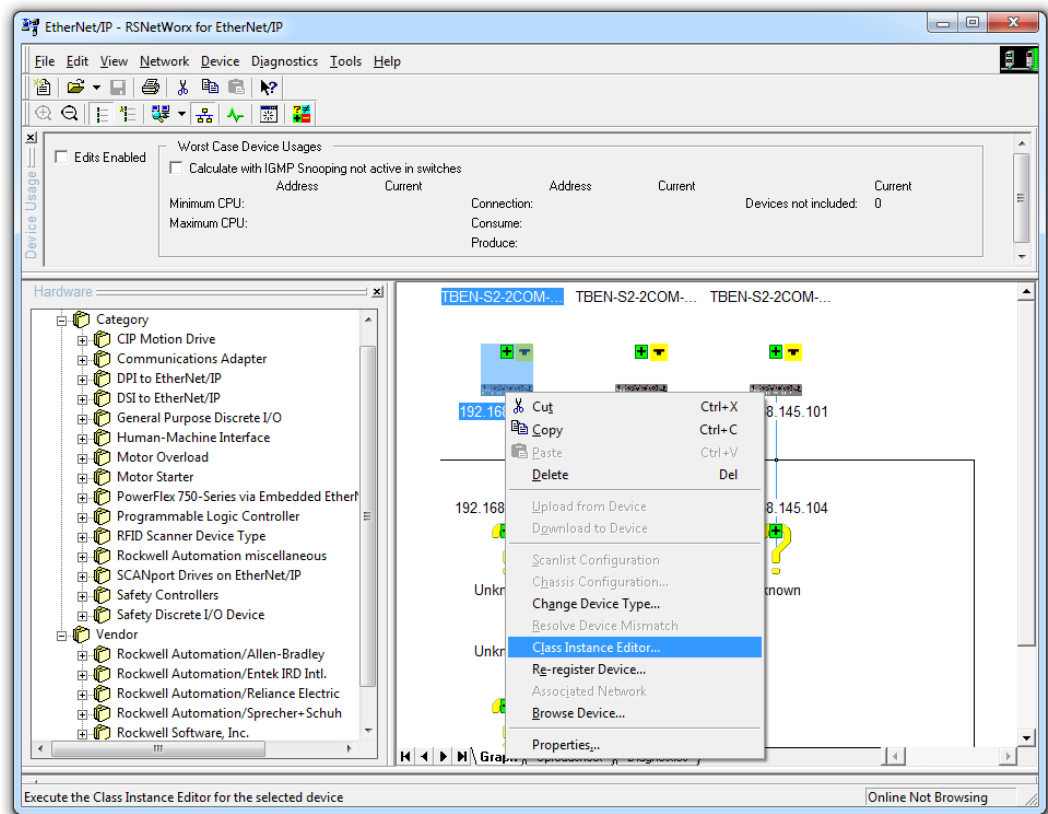 EtherNet/IP - RSNetWorx for EtherNet/IP
File Edit View Network Device Diagnostics Tools Help
Device Usage
Edits Enabled
Worst Case Device Usages
Calculate with IGMP Snooping not active in switches
Address Current Address Current Current
Minimum CPU: Connection: Devices not included: 0
Maximum CPU: Consume:
Produce:
Hardware
Category
CIP Motion Drive
Communications Adapter
DPI to EtherNet/IP
DSI to EtherNet/IP
General Purpose Discrete I/O
Human-Machine Interface
Motor Overload
Motor Starter
PowerFlex 750-Series via Embedded Ether
Programmable Logic Controller
RFID Scanner Device Type
Rockwell Automation miscellaneous
SCANport Drives on EtherNet/IP
Safety Controllers
Safety Discrete I/O Device
Vendor
Rockwell Automation/Allen-Bradley
Rockwell Automation/Entek IRD Intl.
Rockwell Automation/Reliance Electric
Rockwell Automation/Sprecher+Schuh
Rockwell Software, Inc.
TBEN-S2-2COM-... TBEN-S2-2COM-... TBEN-S2-2COM-...
192.16 8.145.101
192.168 8.145.104
Unkn known
Unkn
Cut Ctrl+X
Copy Ctrl+C
Paste Ctrl+V
Delete Del
Upload from Device
Download to Device
Scanlist Configuration
Chassis Configuration...
Change Device Type...
Resolve Device Mismatch
Class Instance Editor...
Re-register Device...
Associated Network
Browse Device...
Properties...
Graph
Execute the Class Instance Editor for the selected device
Online Not Browsing